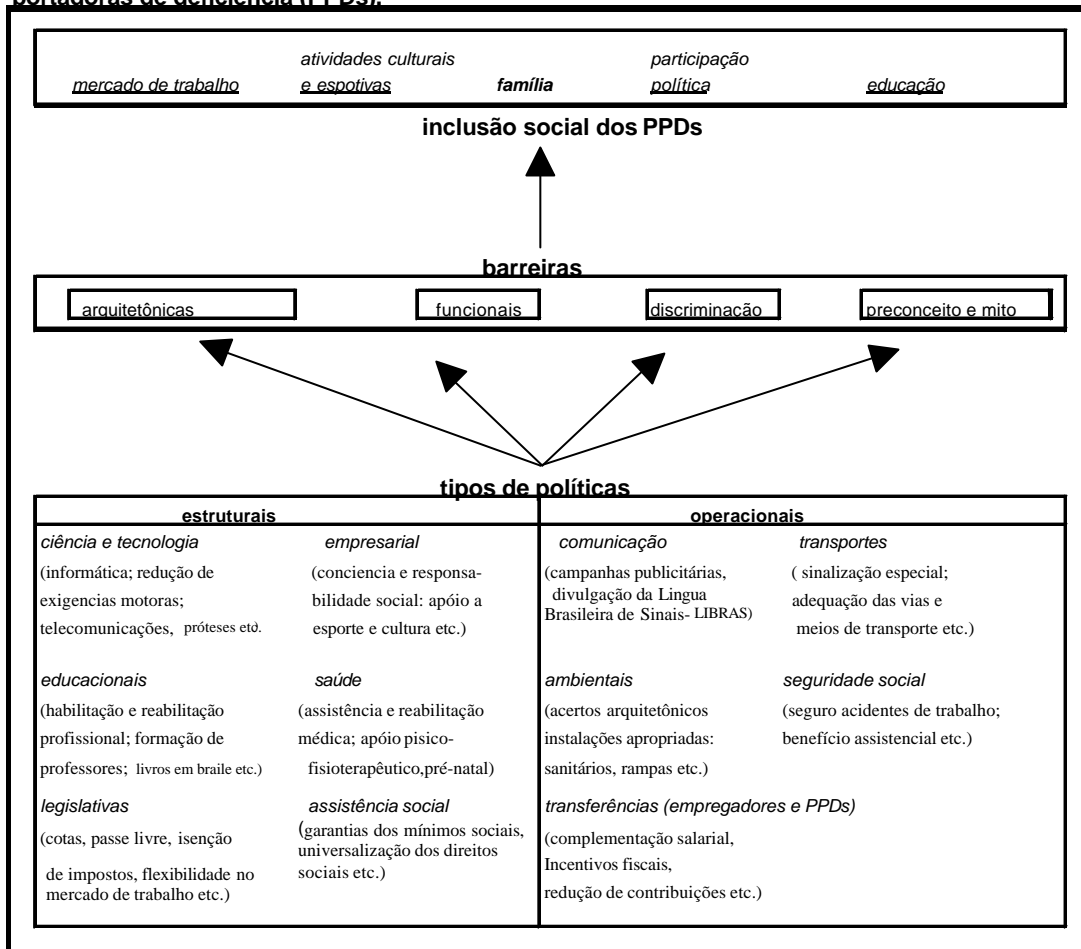 portadoras de deficiência (PPDs).
atividades culturais participação
mercado de trabalho e espotivas família política educação
inclusão social dos PPDs
barreiras
arquitetônicas funcionais discriminação preconceito e mito
tipos de políticas
estruturais operacionais
ciência e tecnologia
(informática; redução de
exigencias motoras;
telecomunicações, próteses etc.
empresarial
(conciencia e responsa-
bilidade social: apóio a
esporte e cultura etc.)
educacionais
(habilitação e reabilitação
profissional; formação de
professores; livros em braile etc.)
saúde
(assistência e reabilitação
médica; apóio pisico-
fisioterapêutico,pré-natal)
legislativas
(cotas, passe livre, isenção
de impostos, flexibilidade no
mercado de trabalho etc.)
assistência social
(garantias dos mínimos sociais,
universalização dos direitos
sociais etc.)
comunicação
(campanhas publicitárias,
divulgação da Lingua
Brasileira de Sinais- LIBRAS)
transportes
( sinalização especial;
adequação das vias e
meios de transporte etc.)
ambientais
(acertos arquitetônicos
instalações apropriadas:
sanitários, rampas etc.)
seguridade social
(seguro acidentes de trabalho;
benefício assistencial etc.)
transferências (empregadores e PPDs)
(complementação salarial,
Incentivos fiscais,
redução de contribuições etc.)